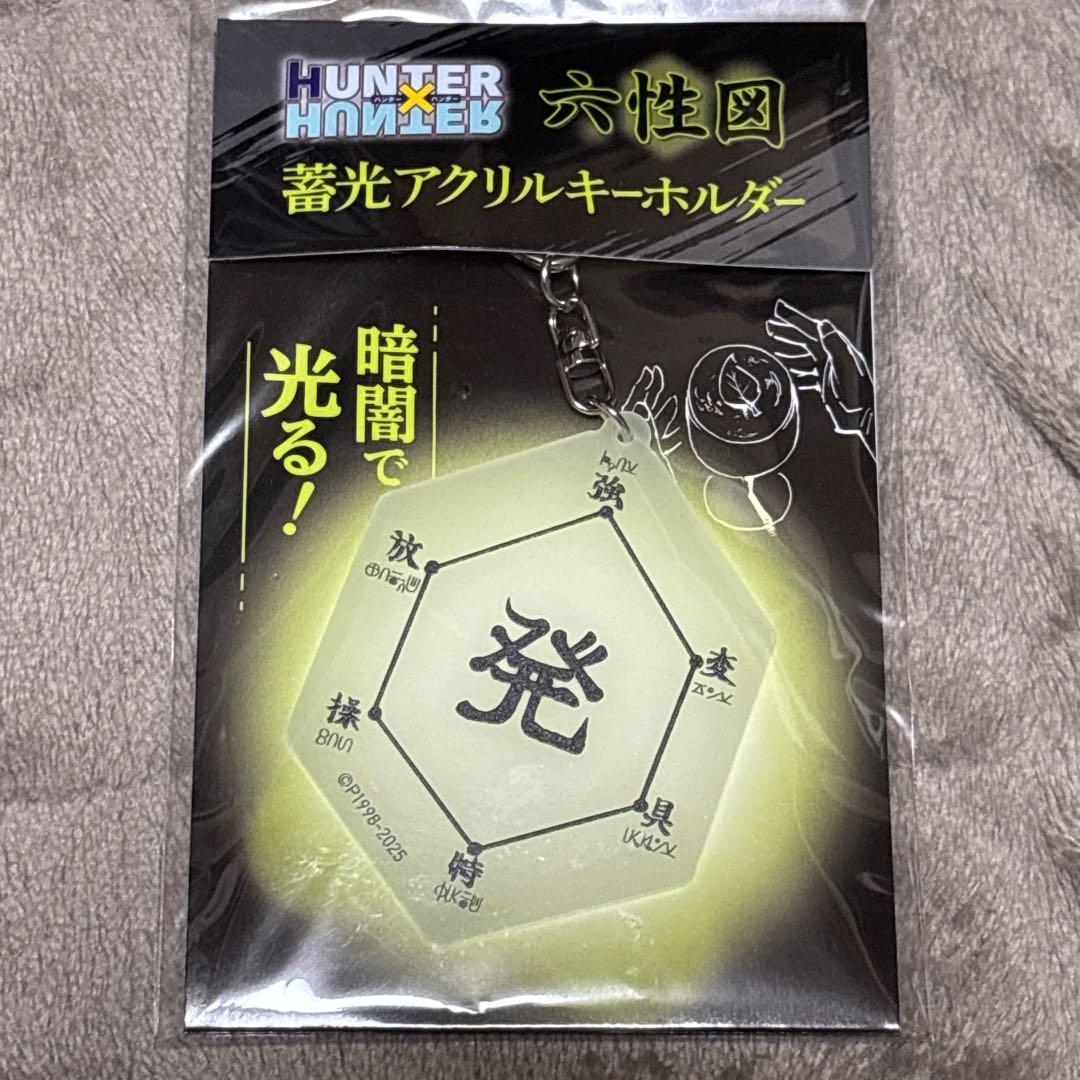 HUNTER
ハンター×ハンター
HUNTER
六性図
蓄光アクリルキーホルダー
暗闇で
光る!
強
放
変
発
操
具
特
©P1998-2025